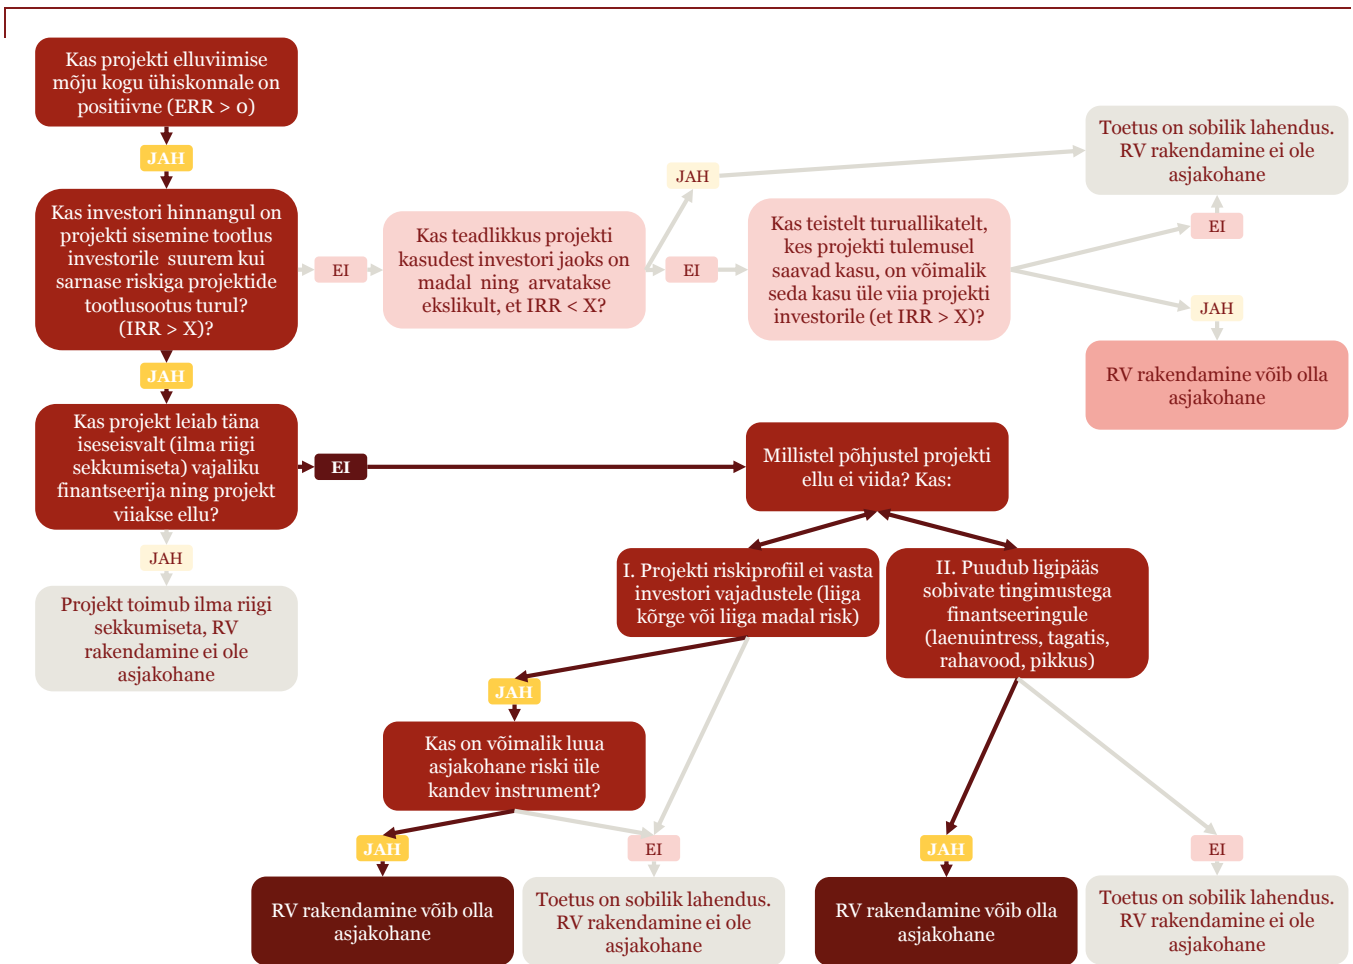 Kas projekti elluviimise
mõju kogu ühiskonnale on
positiivne (ERR > 0)
JAH
Kas investori hinnangul on
projekti sisemine tootlus
investorile suurem kui
sarnase riskiga projektide
tootlusootus turul?
(IRR > X)?
EI
Kas teadlikkus projekti
kasudest investori jaoks on
madal ning arvatakse
ekslikult, et IRR < X?
JAH
EI
Kas teistelt turuallikatelt,
kes projekti tulemusel
saavad kasu, on võimalik
seda kasu üle viia projekti
investorile (et IRR > X)?
Toetus on sobilik lahendus.
RV rakendamine ei ole
asjakohane
EI
JAH
RV rakendamine võib olla
asjakohane
JAH
Kas projekt leiab täna
iseseisvalt (ilma riigi
sekkumiseta) vajaliku
finantseerija ning projekt
viiakse ellu?
EI
Millistel põhjustel projekti
ellu ei viida? Kas:
JAH
Projekt toimub ilma riigi
sekkumiseta, RV
rakendamine ei ole
asjakohane
I. Projekti riskiprofiil ei vasta
investori vajadustele (liiga
kõrge või liiga madal risk)
II. Puudub ligipääs
sobivate tingimustega
finantseeringule
(laenuintress, tagatis,
rahavood, pikkus)
JAH
Kas on võimalik luua
asjakohane riski üle
kandev instrument?
JAH
EI
JAH
EI
RV rakendamine võib olla
asjakohane
Toetus on sobilik lahendus.
RV rakendamine ei ole
asjakohane
RV rakendamine võib olla
asjakohane
Toetus on sobilik lahendus.
RV rakendamine ei ole
asjakohane